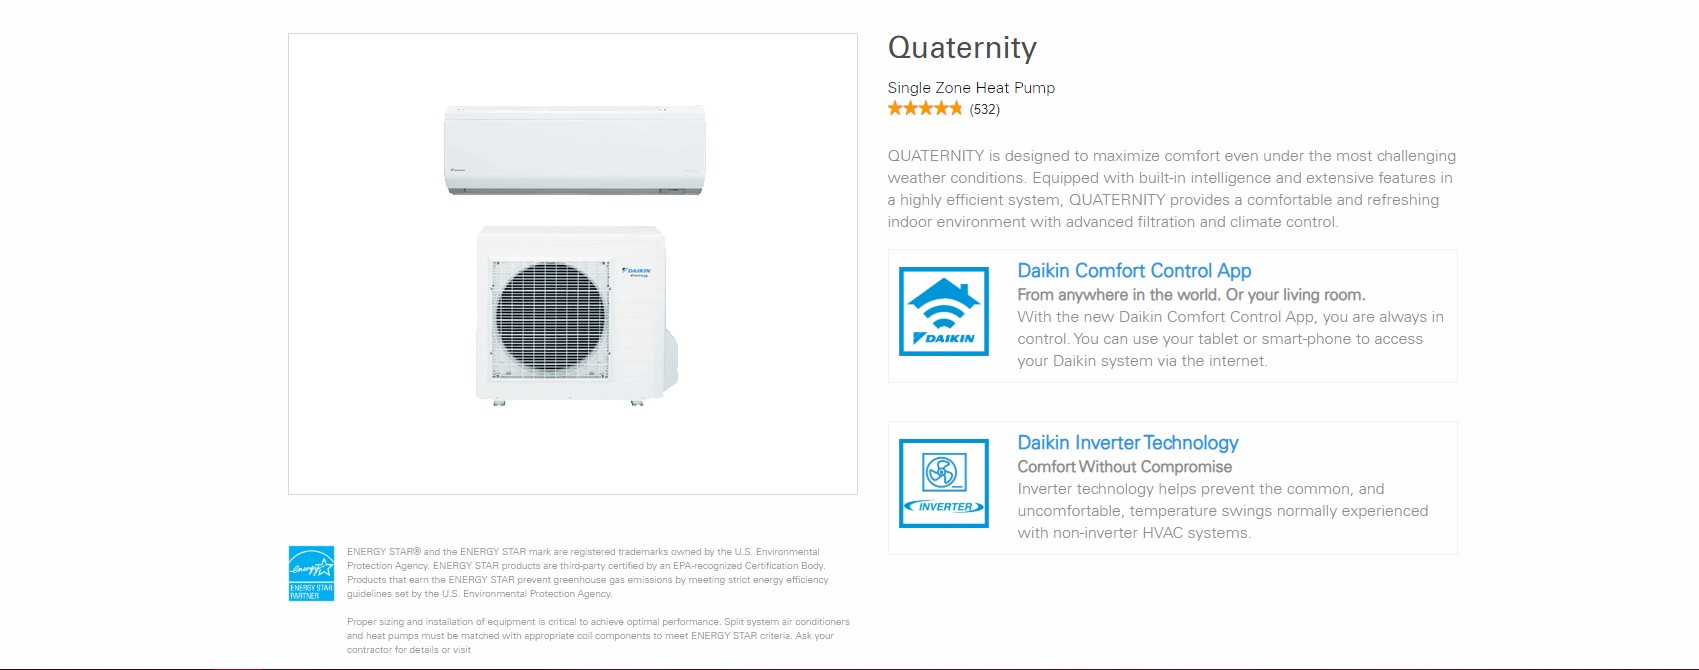 Quaternity
Single Zone Heat Pump
(532)
QUATERNITY is designed to maximize comfort even under the most challenging
weather conditions. Equipped with built-in intelligence and extensive features in
a highly efficient system, QUATERNITY provides a comfortable and refreshing
indoor environment with advanced filtration and climate control.
DAIKIN
Daikin Comfort Control App
From anywhere in the world. Or your living room.
With the new Daikin Comfort Control App, you are always in
control. You can use your tablet or smart-phone to access
your Daikin system via the internet.
DAIKIN
Daikin Inverter Technology
Comfort Without Compromise
Inverter technology helps prevent the common, and
uncomfortable, temperature swings normally experienced
with non-inverter HVAC systems.
INVERTER
energy
ENERGY STAR
PARTNER
ENERGY STAR® and the ENERGY STAR mark are registered trademarks owned by the U.S. Environmental
Protection Agency. ENERGY STAR products are third-party certified by an EPA-recognized Certification Body.
Products that earn the ENERGY STAR prevent greenhouse gas emissions by meeting strict energy efficiency
guidelines set by the U.S. Environmental Protection Agency.
Proper sizing and installation of equipment is critical to achieve optimal performance. Split system air conditioners
and heat pumps must be matched with appropriate coil components to meet ENERGY STAR criteria. Ask your
contractor for details or visit